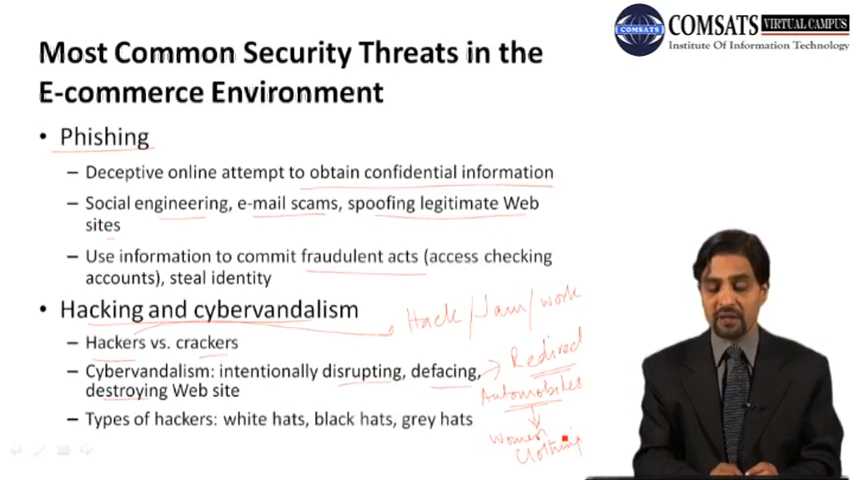 COMSATS VIRTUAL CAMPUS
COMSATS
Institute Of Information Technology
Most Common Security Threats in the
E-commerce Environment
• Phishing
– Deceptive online attempt to obtain confidential information
– Social engineering, e-mail scams, spoofing legitimate Web
sites
– Use information to commit fraudulent acts (access checking
accounts), steal identity
• Hacking and cybervandalism
Hack/Jam/work
– Hackers vs. crackers
Redired
– Cybervandalism: intentionally disrupting, defacing,
destroying Web site
Automobiles
– Types of hackers: white hats, black hats, grey hats
Women
Clothing